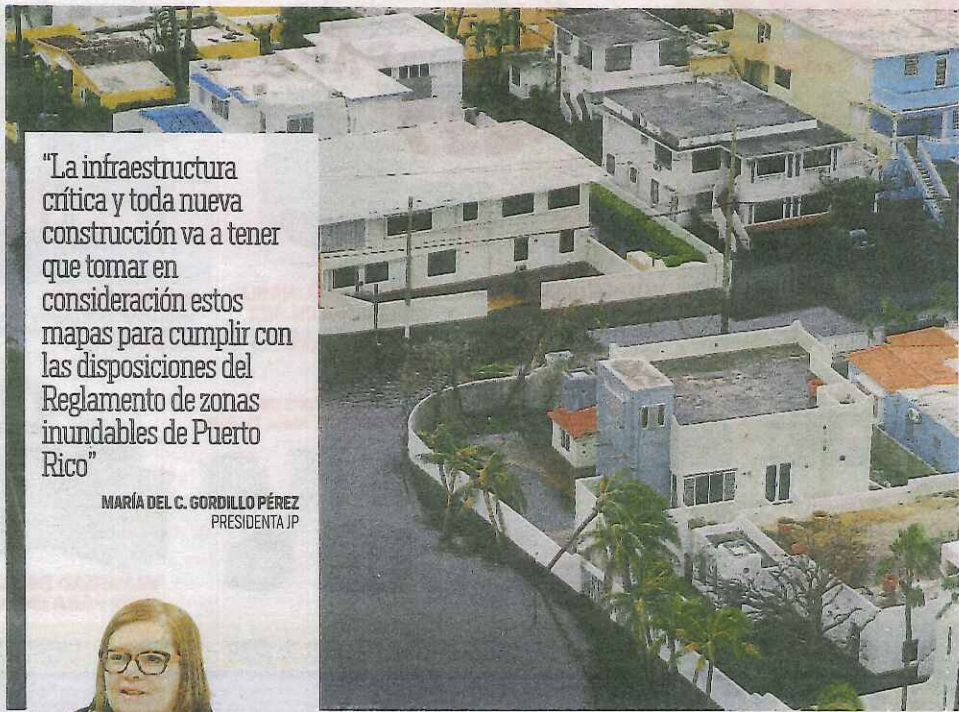 “La infraestructura
crítica y toda nueva
construcción va a tener
que tomar en
consideración estos
mapas para cumplir con
las disposiciones del
Reglamento de zonas
inundables de Puerto
Rico”
MARÍA DEL C. GORDILLO PÉREZ
PRESIDENTA JP